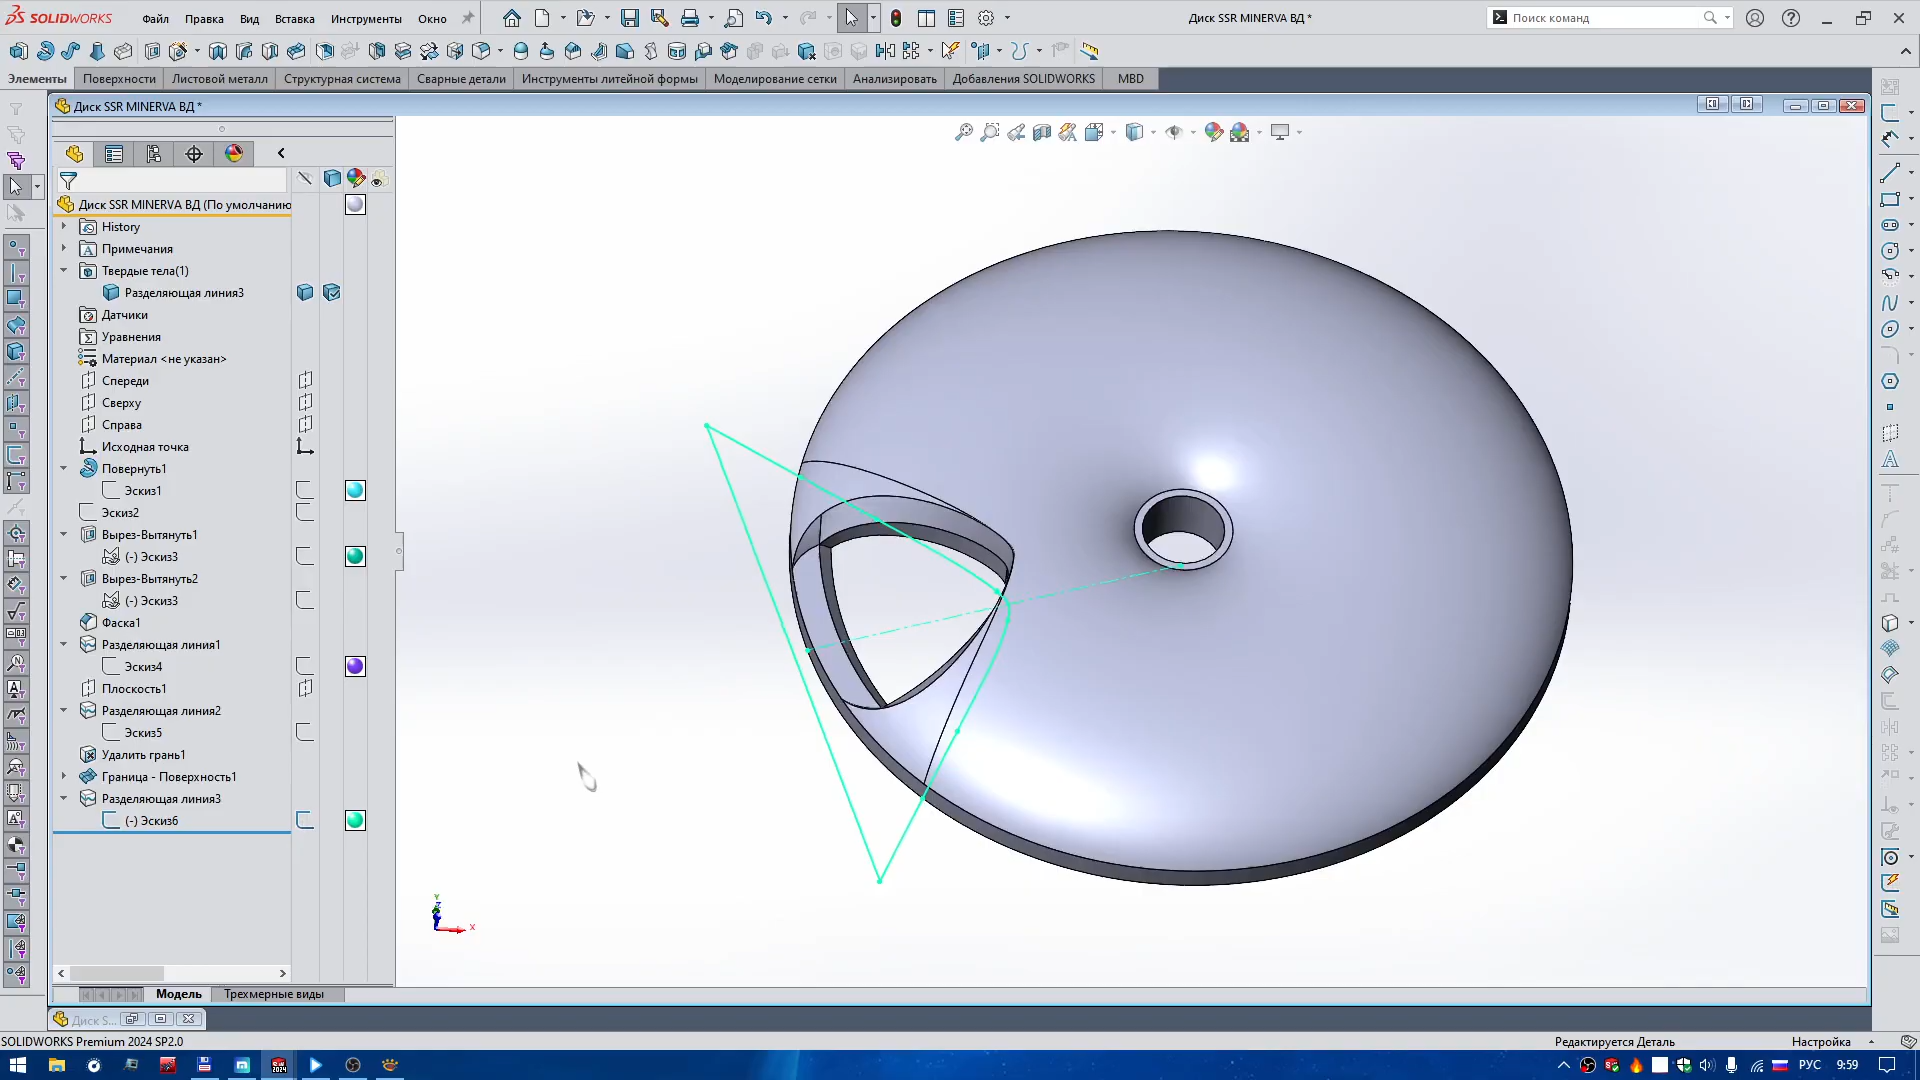 SOLIDWORKS
Файл
Правка
Вид
Вставка
Инструменты
Окно
Диск SSR MINERVA ВД *
Поиск команд
Элементы
Поверхности
Листовой металл
Структурная система
Сварные детали
Инструменты литейной формы
Моделирование сетки
Анализировать
Добавления SOLIDWORKS
MBD
Диск SSR MINERVA ВД *
Диск SSR MINERVA ВД (По умолчанию
History
Примечания
Твердые тела(1)
Разделяющая линия3
Датчики
Уравнения
Материал <не указан>
Спереди
Сверху
Справа
Исходная точка
Повернуть1
Эскиз1
Эскиз2
Вырез-Вытянуть1
(-) Эскиз3
Вырез-Вытянуть2
(-) Эскиз3
Фаска1
Разделяющая линия1
Эскиз4
Плоскость1
Разделяющая линия2
Эскиз5
Удалить грань1
Граница - Поверхность1
Разделяющая линия3
(-) Эскиз6
Y
Z
X
Модель
Трехмерные виды
Диск S...
SOLIDWORKS Premium 2024 SP2.0
Редактируется Деталь
Настройка
РУС
9:59